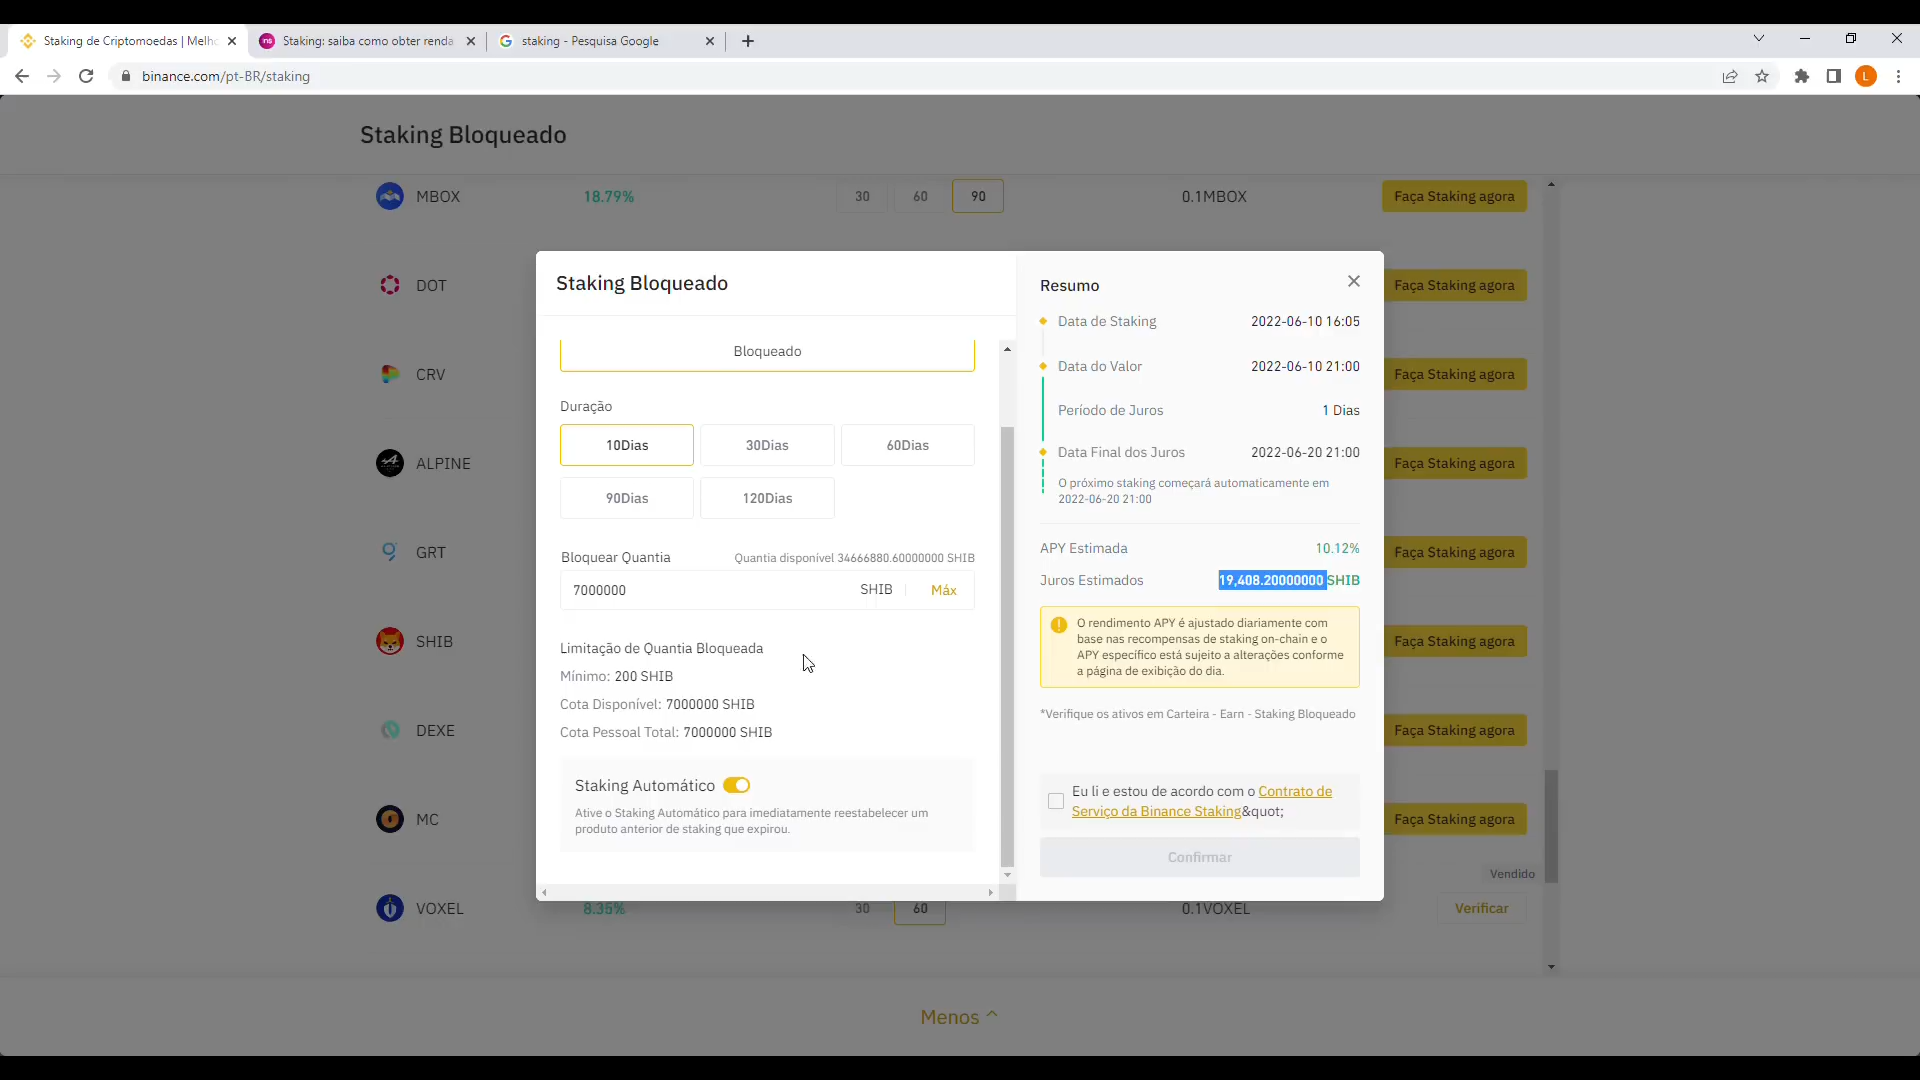 Staking de Criptomoedas | Melho
Staking: saiba como obter renda
staking - Pesquisa Google
binance.com/pt-BR/staking
L
Staking Bloqueado
MBOX 18.79% 30 60 90 0.1MBOX Faça Staking agora
DOT Faça Staking agora
CRV Faça Staking agora
ALPINE Faça Staking agora
GRT Faça Staking agora
SHIB Faça Staking agora
DEXE Faça Staking agora
MC Faça Staking agora
Vendido
VOXEL 8.35% 30 60 0.1VOXEL Verificar
Menos
Staking Bloqueado
Bloqueado
Duração
10Dias 30Dias 60Dias
90Dias 120Dias
Bloquear Quantia Quantia disponível 34666880.60000000 SHIB
7000000 SHIB Máx
Limitação de Quantia Bloqueada
Mínimo: 200 SHIB
Cota Disponível: 7000000 SHIB
Cota Pessoal Total: 7000000 SHIB
Staking Automático
Ative o Staking Automático para imediatamente reestabelecer um
produto anterior de staking que expirou.
Resumo
Data de Staking 2022-06-10 16:05
Data do Valor 2022-06-10 21:00
Período de Juros 1 Dias
Data Final dos Juros 2022-06-20 21:00
O próximo staking começará automaticamente em
2022-06-20 21:00
APY Estimada 10.12%
Juros Estimados 19,408.20000000 SHIB
O rendimento APY é ajustado diariamente com
base nas recompensas de staking on-chain e o
APY específico está sujeito a alterações conforme
a página de exibição do dia.
*Verifique os ativos em Carteira - Earn - Staking Bloqueado
Eu li e estou de acordo com o Contrato de
Serviço da Binance Staking&quot;
Confirmar